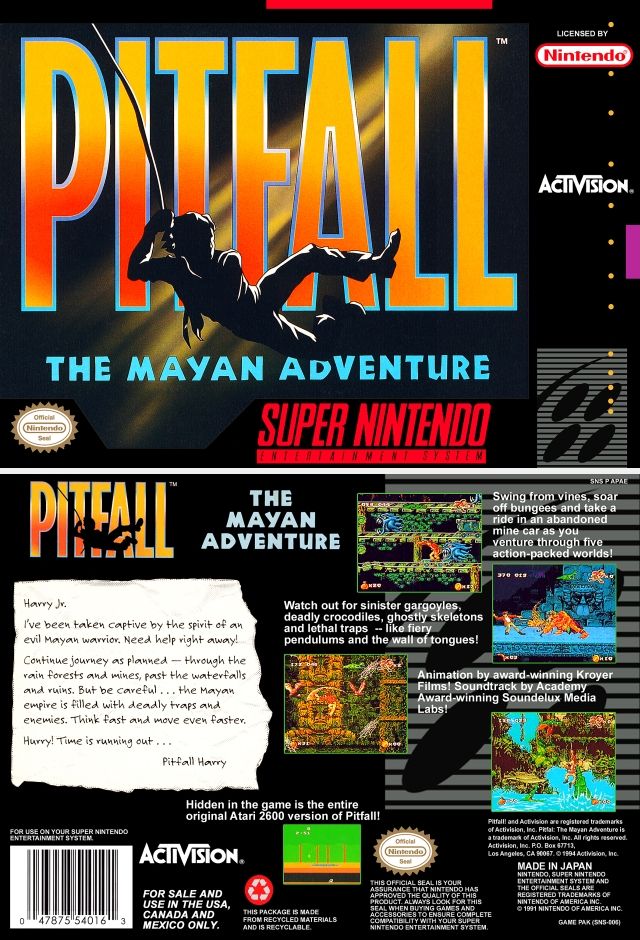 PITFALL™
THE MAYAN ADVENTURE
LICENSED BY
Nintendo®
ACTIVISION®
Official
Nintendo
Seal
SUPER NINTENDO
ENTERTAINMENT SYSTEM
SNS P APAE
PITFALL™
THE
MAYAN
ADVENTURE
Swing from vines, soar
off bungees and take a
ride in an abandoned
mine car as you
venture through five
action-packed worlds!
Harry Jr.
I've been taken captive by the spirit of an
evil Mayan warrior. Need help right away!
Continue journey as planned — through the
rain forests and mines, past the waterfalls
and ruins. But be careful . . . the Mayan
empire is filled with deadly traps and
enemies. Think fast and move even faster.
Hurry! Time is running out . . .
Pitfall Harry
Watch out for sinister gargoyles,
deadly crocodiles, ghostly skeletons
and lethal traps -- like fiery
pendulums and the wall of tongues!
Animation by award-winning Kroyer
Films! Soundtrack by Academy
Award-winning Soundelux Media
Labs!
Hidden in the game is the entire
original Atari 2600 version of Pitfall!
FOR USE ON YOUR SUPER NINTENDO
ENTERTAINMENT SYSTEM.
0 47875 54016 3
ACTIVISION®
FOR SALE AND
USE IN THE USA,
CANADA AND
MEXICO ONLY.
THIS PACKAGE IS MADE
FROM RECYCLED MATERIALS
AND IS RECYCLABLE.
Official
Nintendo
Seal
THIS OFFICIAL SEAL IS YOUR
ASSURANCE THAT NINTENDO HAS
APPROVED THE QUALITY OF THIS
PRODUCT. ALWAYS LOOK FOR THIS
SEAL WHEN BUYING GAMES AND
ACCESSORIES TO ENSURE COMPLETE
COMPATIBILITY WITH YOUR SUPER
NINTENDO ENTERTAINMENT SYSTEM.
Pitfall! and Activision are registered trademarks
of Activision, Inc. Pitfal: The Mayan Adventure is
a trademark of Activision, Inc. All rights reserved.
Activision, Inc. P.O. Box 67713,
Los Angeles, CA 90067. © 1994 Activision, Inc.
MADE IN JAPAN
NINTENDO, SUPER NINTENDO
ENTERTAINMENT SYSTEM AND
THE OFFICIAL SEALS ARE
REGISTERED TRADEMARKS OF
NINTENDO OF AMERICA INC.
© 1991 NINTENDO OF AMERICA INC.
GAME PAK (SNS-006)